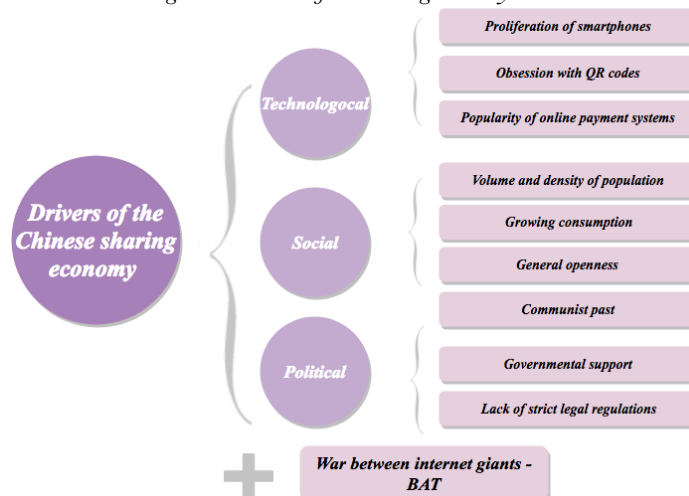 Drivers of the
Chinese sharing
economy
Technologocal
Proliferation of smartphones
Obsession with QR codes
Popularity of online payment systems
Social
Volume and density of population
Growing consumption
General openness
Political
Communist past
Governmental support
Lack of strict legal regulations
War between internet giants -
BAT